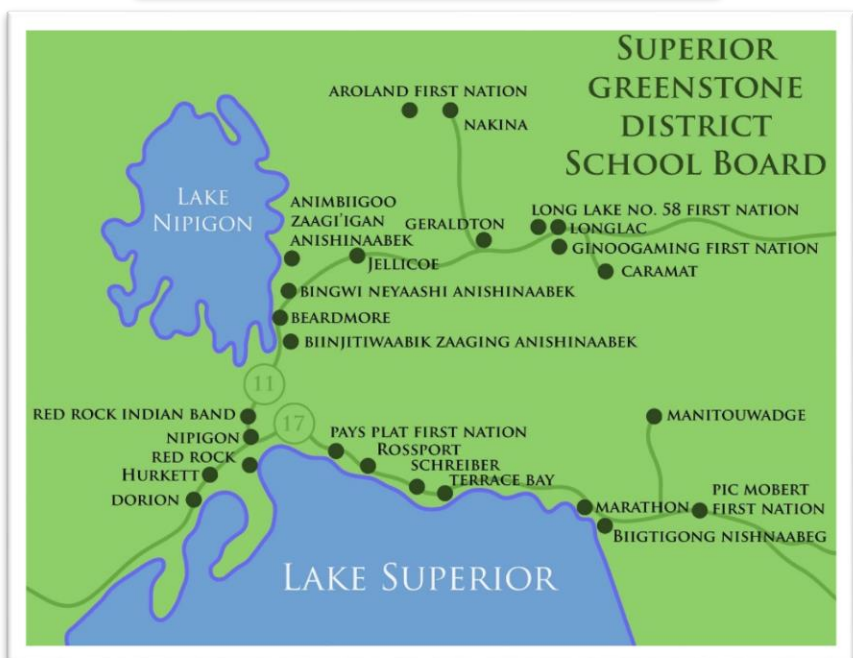 SUPERIOR
GREENSTONE
DISTRICT
SCHOOL BOARD
AROLAND FIRST NATION
NAKINA
LAKE
NIPIGON
ANIMBIIGOO
ZAAGI'IGAN
ANISHINAABEK
GERALDTON
LONG LAKE NO. 58 FIRST NATION
LONGLAC
GINOOGAMING FIRST NATION
JELLICOE
CARAMAT
BINGWI NEYAASHI ANISHINAABEK
BEARDMORE
BIINJITIWAABIK ZAAGING ANISHINAABEK
11
RED ROCK INDIAN BAND
17
MANITOUWADGE
NIPIGON
PAYS PLAT FIRST NATION
RED ROCK
ROSSPORT
HURKETT
SCHREIBER
TERRACE BAY
DORION
MARATHON
PIC MOBERT
FIRST NATION
BIIGTIGONG NISHNAABEG
LAKE SUPERIOR